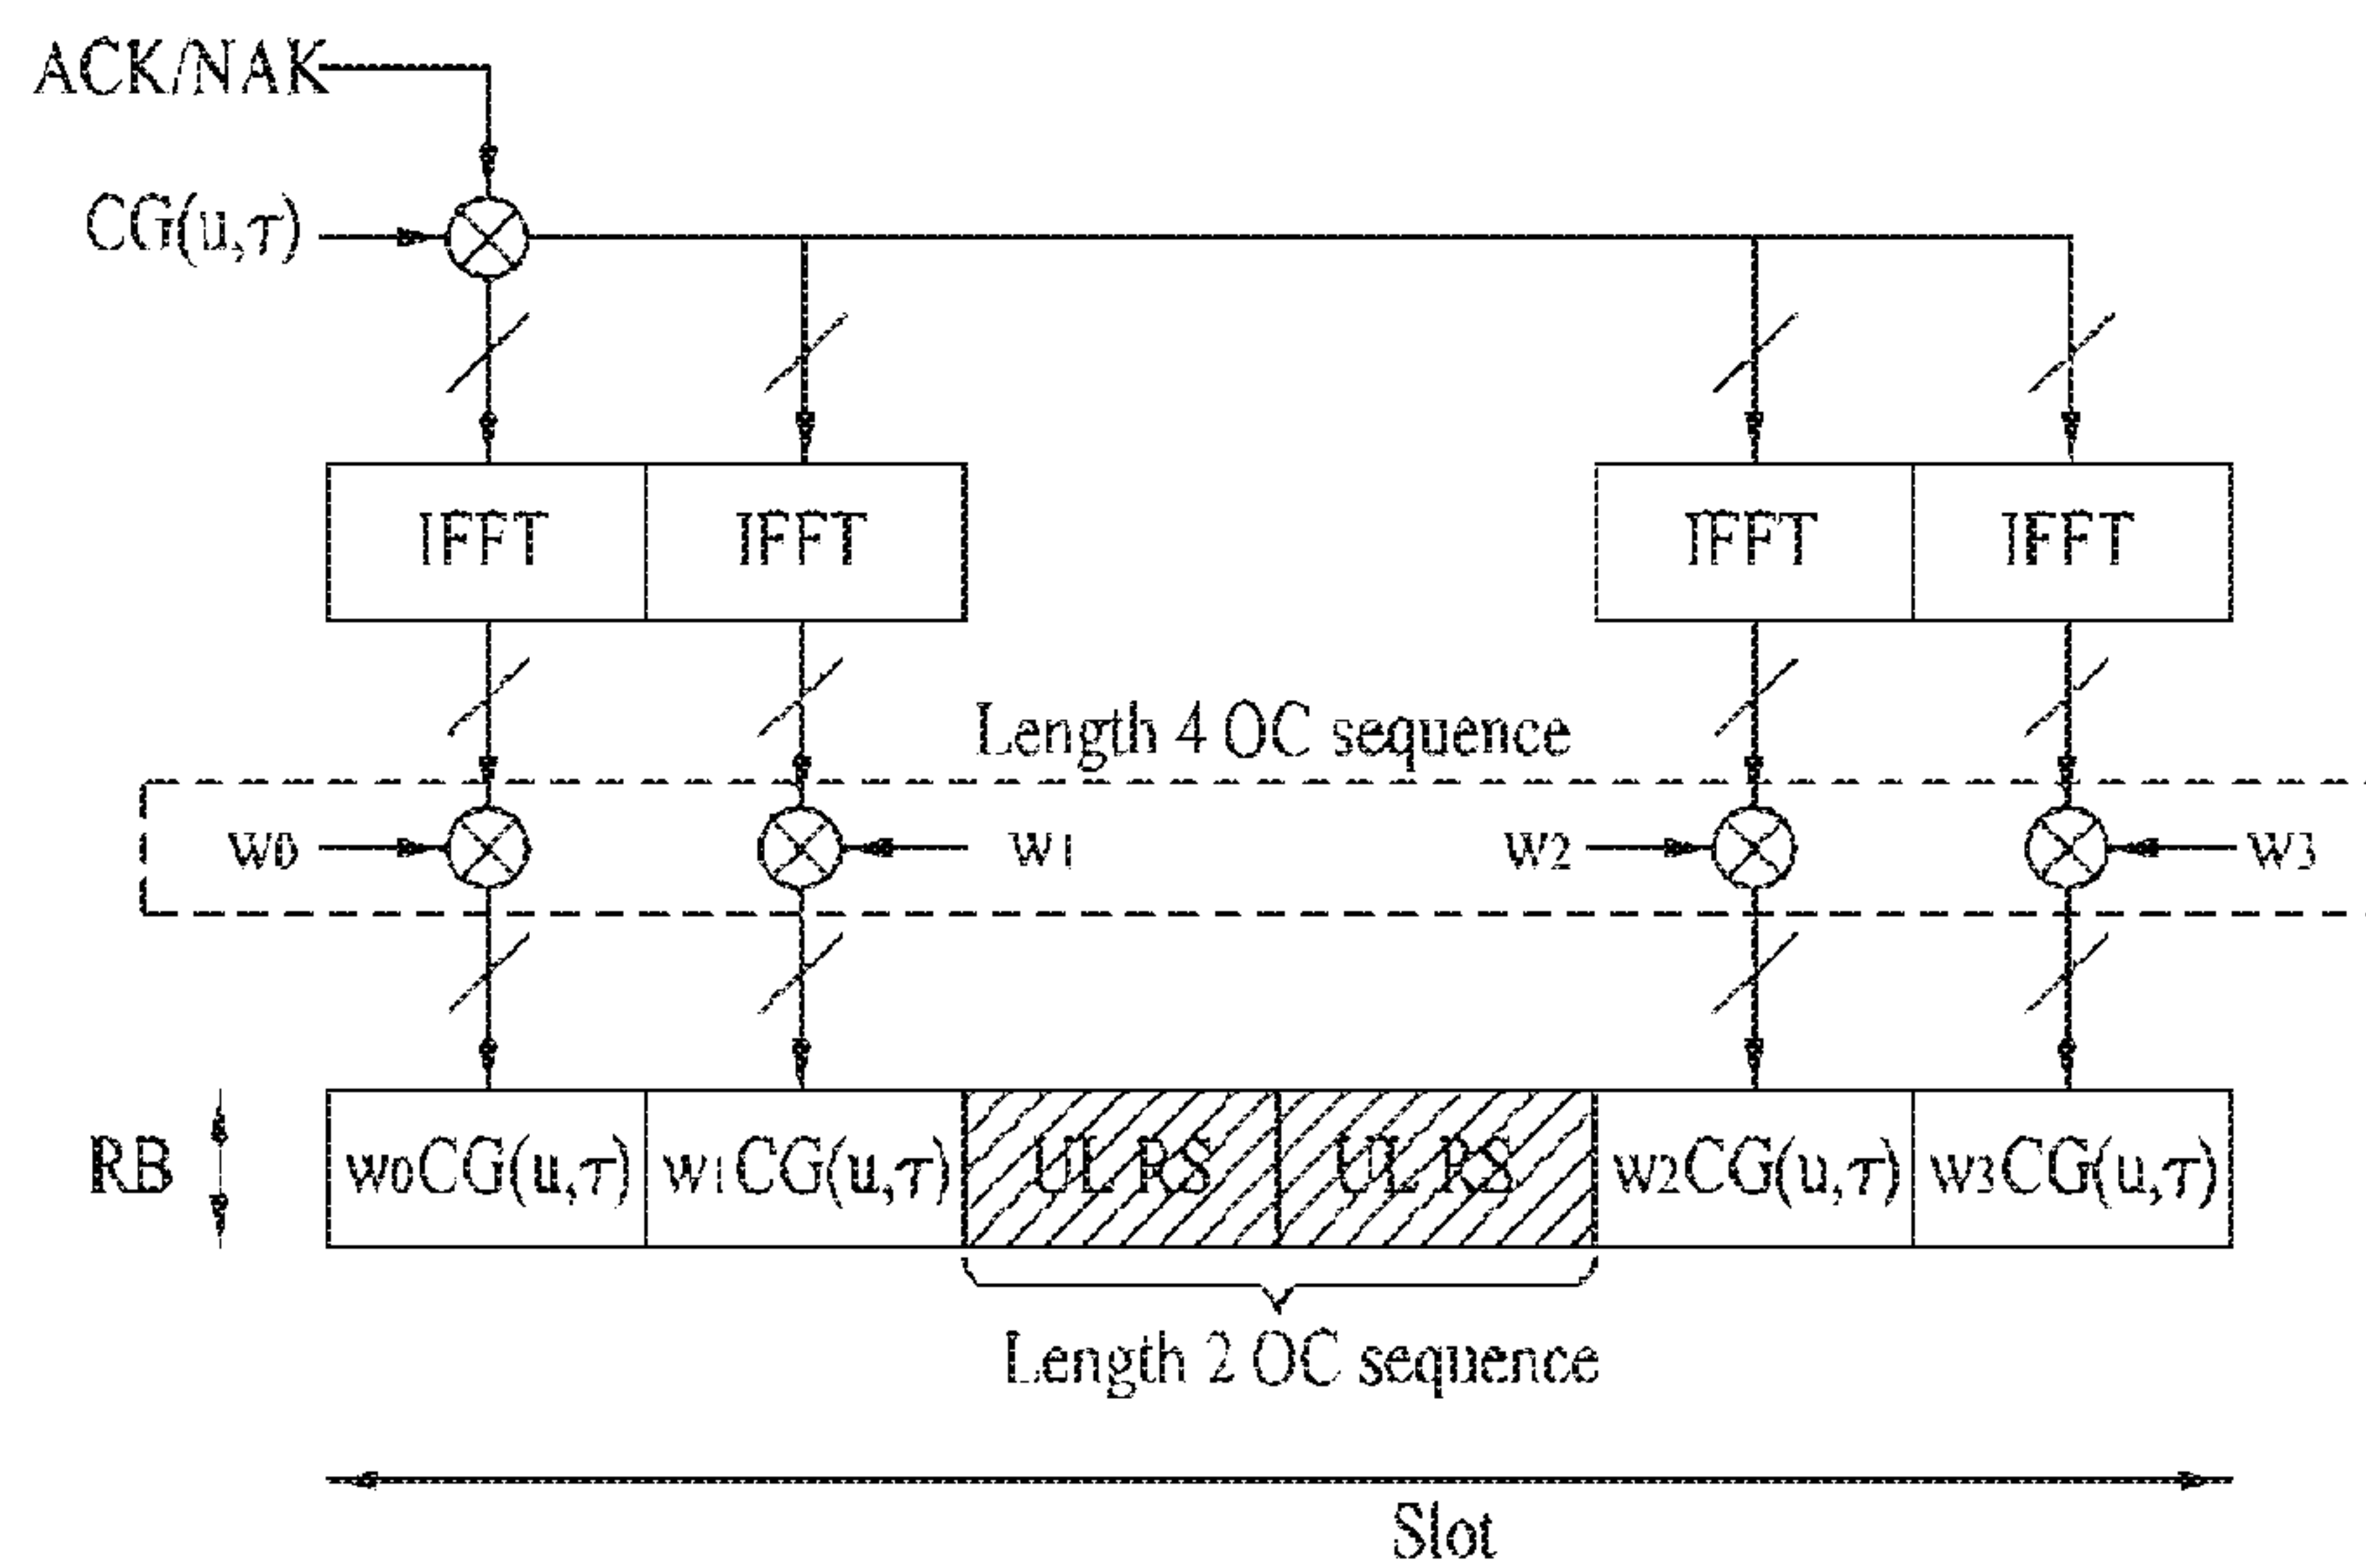 ACK/NAK
CG(u,τ)
IFFT IFFT IFFT IFFT
Length 4 OC sequence
w0 w1 w2 w3
RB w0CG(u,τ) w1CG(u,τ) UL RS UL RS w2CG(u,τ) w3CG(u,τ)
Length 2 OC sequence
Slot